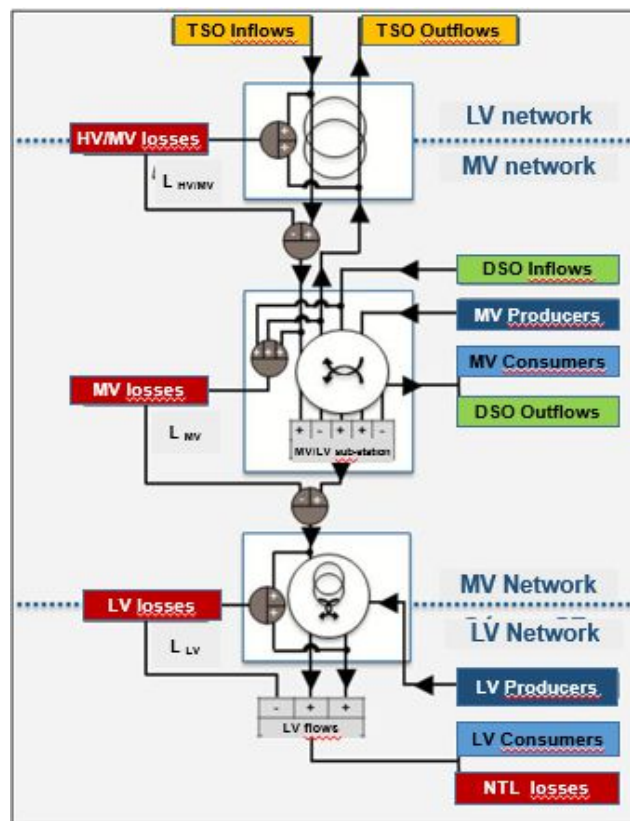 TSO Inflows
TSO Outflows
LV network
HV/MV losses
MV network
L HV/MV
- +
DSO Inflows
MV Producers
MV Consumers
MV losses
DSO Outflows
L MV
+ - + + -
MV/LV sub-station
- +
MV Network
LV losses
LV Network
L LV
LV Producers
- + +
LV flows
LV Consumers
NTL losses